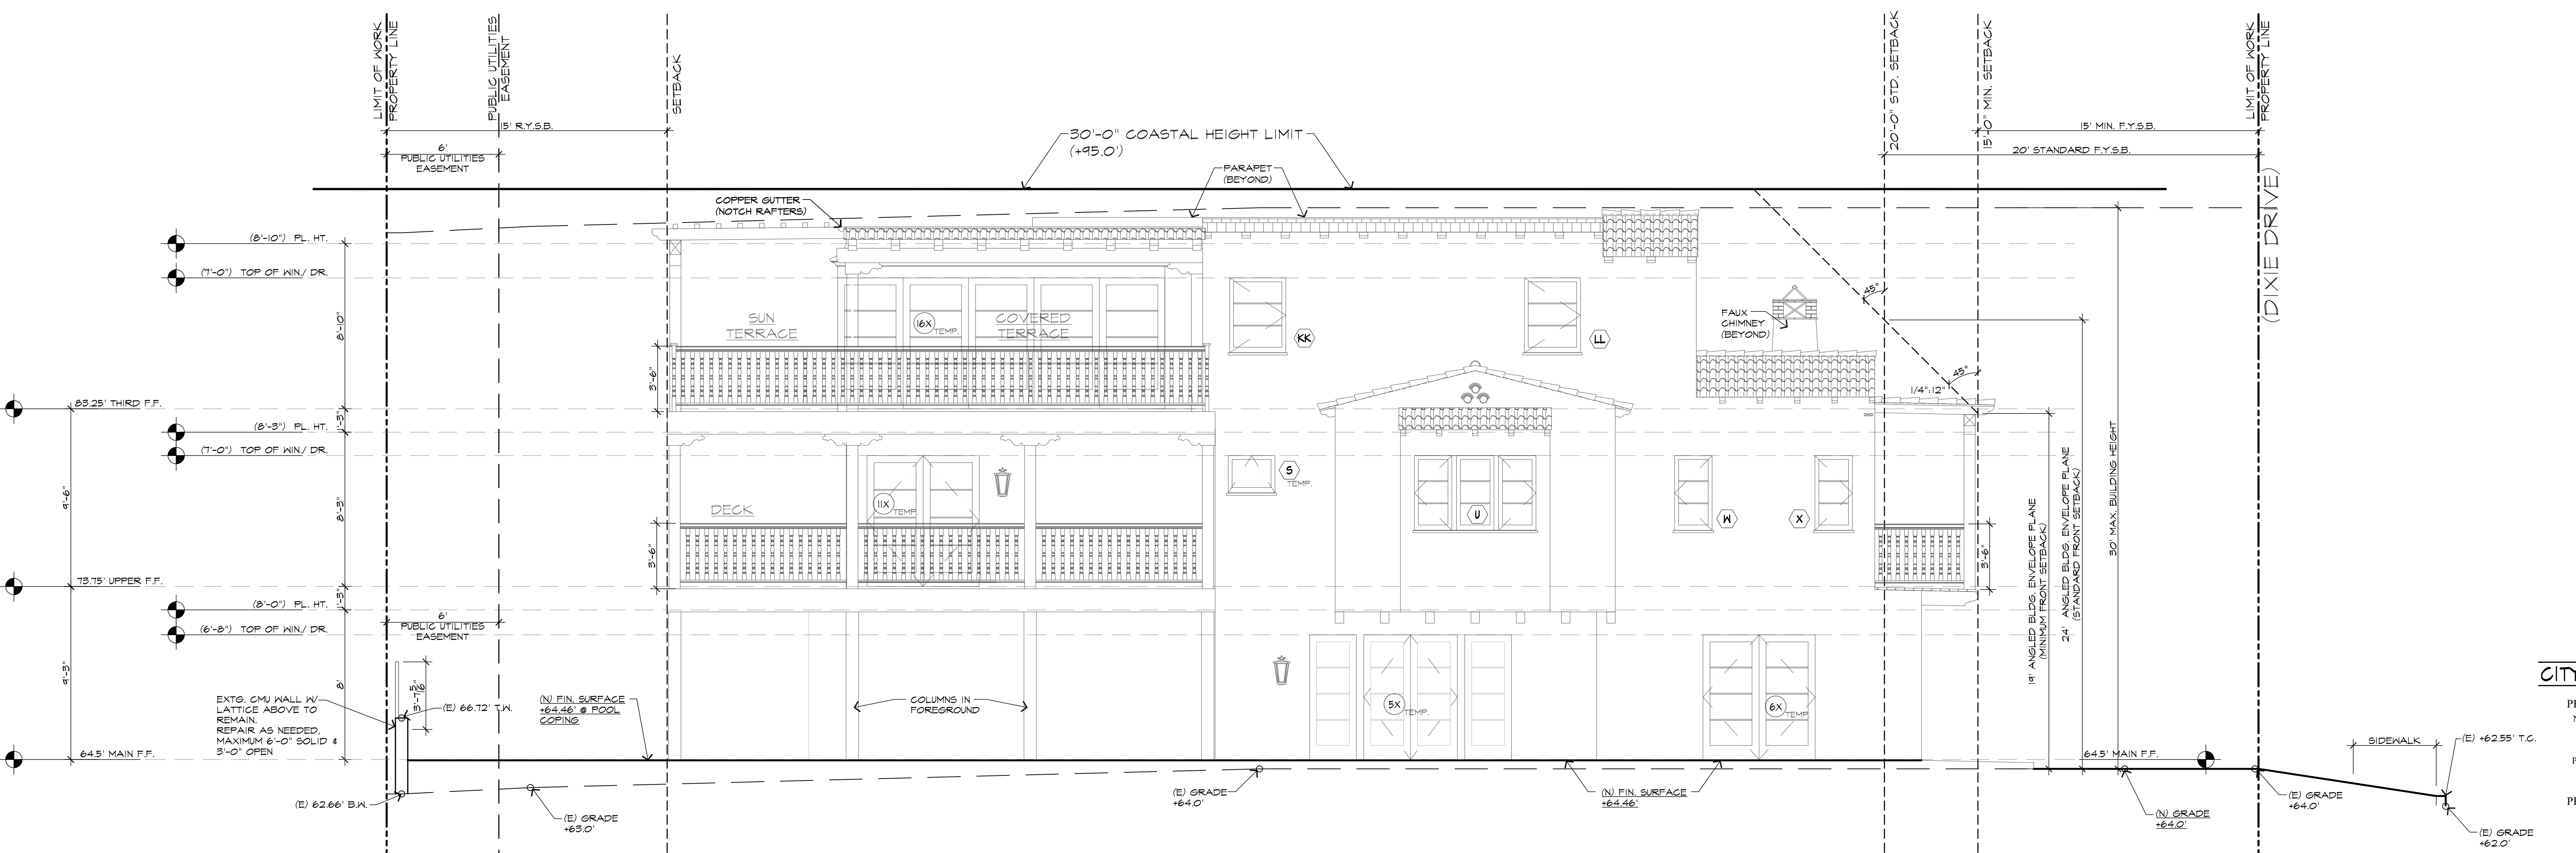 LIMIT OF WORK
PROPERTY LINE
PUBLIC UTILITIES
EASEMENT
SETBACK
20'-0" STD. SETBACK
15'-0" MIN. SETBACK
LIMIT OF WORK
PROPERTY LINE
15' R.Y.S.B.
6'
PUBLIC UTILITIES
EASEMENT
30'-0" COASTAL HEIGHT LIMIT
(+95.0')
15' MIN. F.Y.S.B.
20' STANDARD F.Y.S.B.
PARAPET
(BEYOND)
COPPER GUTTER
(NOTCH RAFTERS)
(DIXIE DRIVE)
(8'-10") PL. HT.
(7'-0") TOP OF WIN./ DR.
8'-10"
SUN
TERRACE
16X
TEMP.
COVERED
TERRACE
KK
LL
FAUX
CHIMNEY
(BEYOND)
45°
45°
1/4":12"
3'-6"
83.25' THIRD F.F.
1'-3"
(8'-3") PL. HT.
(7'-0") TOP OF WIN./ DR.
9'-6"
8'-3"
DECK
11X
TEMP.
S
TEMP.
U
W
X
3'-6"
3'-6"
19' ANGLED BLDG. ENVELOPE PLANE
(MINIMUM FRONT SETBACK)
24' ANGLED BLDG. ENVELOPE PLANE
(STANDARD FRONT SETBACK)
30' MAX. BUILDING HEIGHT
73.75' UPPER F.F.
1'-3"
(8'-0") PL. HT.
(6'-8") TOP OF WIN./ DR.
6'
PUBLIC UTILITIES
EASEMENT
9'-3"
8'
3'-7 5/16"
EXTG. CMU WALL W/
LATTICE ABOVE TO
REMAIN.
REPAIR AS NEEDED,
MAXIMUM 6'-0" SOLID &
3'-0" OPEN
(E) 66.72' T.W.
(N) FIN. SURFACE
+64.46' @ POOL
COPING
COLUMNS IN
FOREGROUND
5X
TEMP.
6X
TEMP.
64.5' MAIN F.F.
64.5' MAIN F.F.
SIDEWALK
(E) +62.55' T.C.
(E) 62.66' B.W.
(E) GRADE
+63.0'
(E) GRADE
+64.0'
(N) FIN. SURFACE
+64.46'
(N) GRADE
+64.0'
(E) GRADE
+64.0'
(E) GRADE
+62.0'
CITY